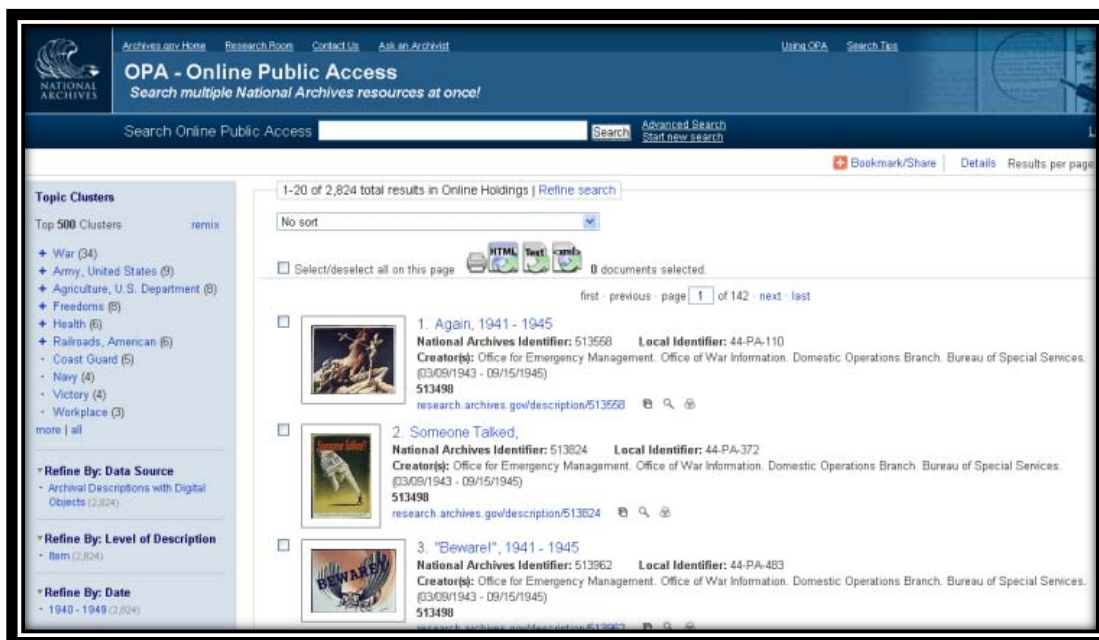 Archives.gov Home Research Room Contact Us Ask an Archivist Using OPA Search Tips
NATIONAL ARCHIVES
OPA - Online Public Access
Search multiple National Archives resources at once!
Search Online Public Access Search Advanced Search
Start new search
Bookmark/Share Details Results per page
Topic Clusters
Top 500 Clusters remix
+ War (34)
+ Army, United States (9)
+ Agriculture, U.S. Department (8)
+ Freedoms (8)
+ Health (6)
+ Railroads, American (6)
· Coast Guard (5)
· Navy (4)
· Victory (4)
· Workplace (3)
more | all
Refine By: Data Source
· Archival Descriptions with Digital
Objects (2,824)
Refine By: Level of Description
· Item (2,824)
Refine By: Date
· 1940 - 1949 (2,824)
1-20 of 2,824 total results in Online Holdings | Refine search
No sort
Select/deselect all on this page HTML Text <xml> 0 documents selected.
first · previous · page 1 of 142 · next · last
1. Again, 1941 - 1945
National Archives Identifier: 513558 Local Identifier: 44-PA-110
Creator(s): Office for Emergency Management. Office of War Information. Domestic Operations Branch. Bureau of Special Services.
(03/09/1943 - 09/15/1945)
513498
research.archives.gov/description/513558
Someone Talked!
2. Someone Talked,
National Archives Identifier: 513824 Local Identifier: 44-PA-372
Creator(s): Office for Emergency Management. Office of War Information. Domestic Operations Branch. Bureau of Special Services.
(03/09/1943 - 09/15/1945)
513498
research.archives.gov/description/513824
BEWARE!
3. "Beware!", 1941 - 1945
National Archives Identifier: 513962 Local Identifier: 44-PA-483
Creator(s): Office for Emergency Management. Office of War Information. Domestic Operations Branch. Bureau of Special Services.
(03/09/1943 - 09/15/1945)
513498
research.archives.gov/description/513962